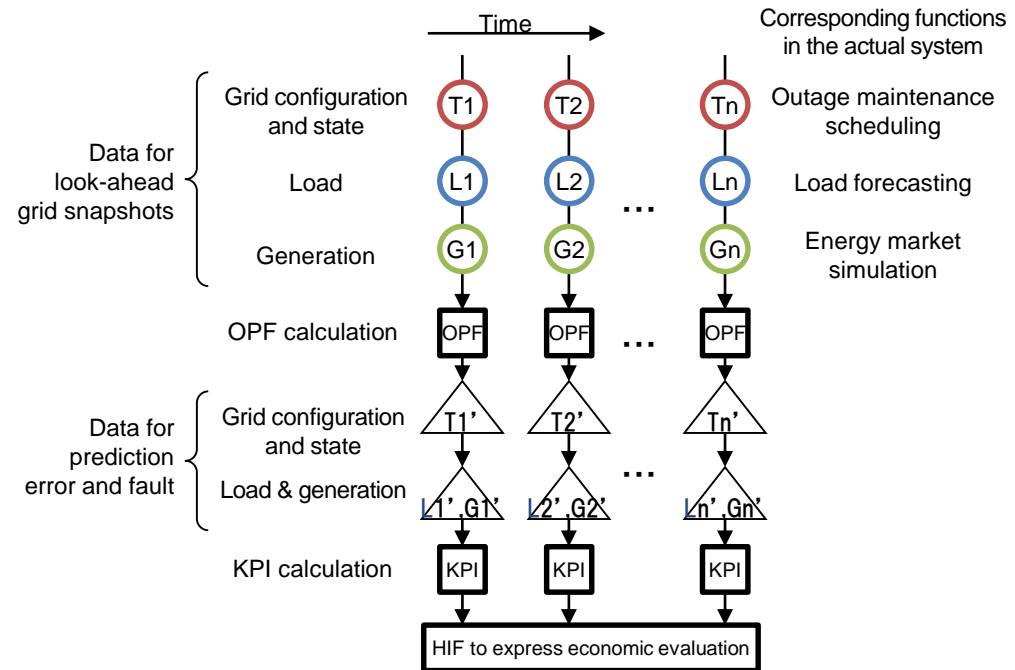 Time
Corresponding functions
in the actual system
Grid configuration
and state
T1
T2
Tn
Outage maintenance
scheduling
Data for
look-ahead
grid snapshots
Load
L1
L2
...
Ln
Load forecasting
Generation
G1
G2
Gn
Energy market
simulation
OPF calculation
OPF
OPF
...
OPF
Data for
prediction
error and fault
Grid configuration
and state
T1’
T2’
Tn’
Load & generation
L1’,G1’
L2’,G2’
...
Ln’,Gn’
KPI calculation
KPI
KPI
KPI
HIF to express economic evaluation